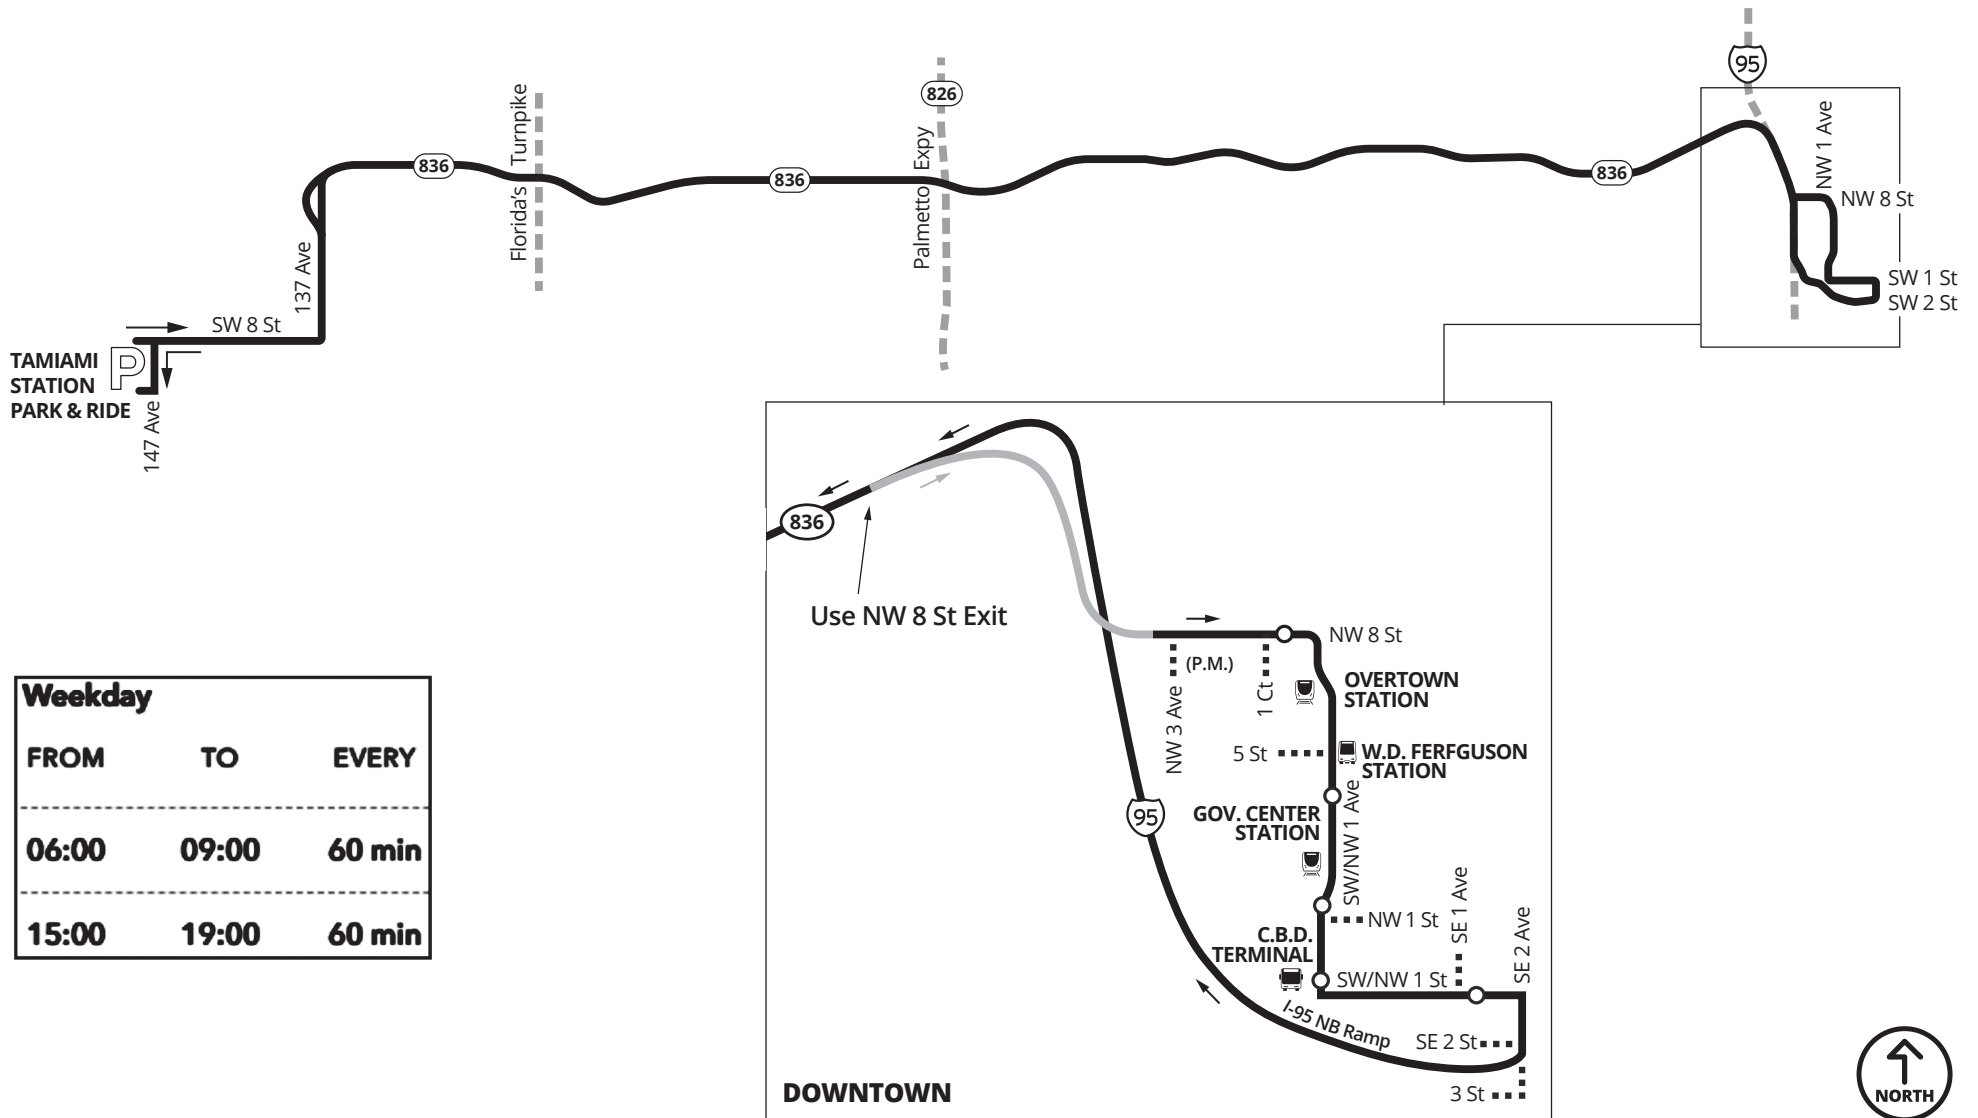 95
826
Florida's Turnpike
Palmetto Expy
NW 1 Ave
836
836
836
NW 8 St
137 Ave
SW 1 St
SW 2 St
SW 8 St
TAMIAMI
STATION
PARK & RIDE
P
147 Ave
836
Use NW 8 St Exit
NW 8 St
(P.M.)
NW 3 Ave
1 Ct
OVERTOWN
STATION
5 St
W.D. FERFGUSON
STATION
95
GOV. CENTER
STATION
SW/NW 1 Ave
NW 1 St
SE 1 Ave
SE 2 Ave
C.B.D.
TERMINAL
SW/NW 1 St
I-95 NB Ramp
SE 2 St
3 St
DOWNTOWN
Weekday
FROM TO EVERY
06:00 09:00 60 min
15:00 19:00 60 min
NORTH